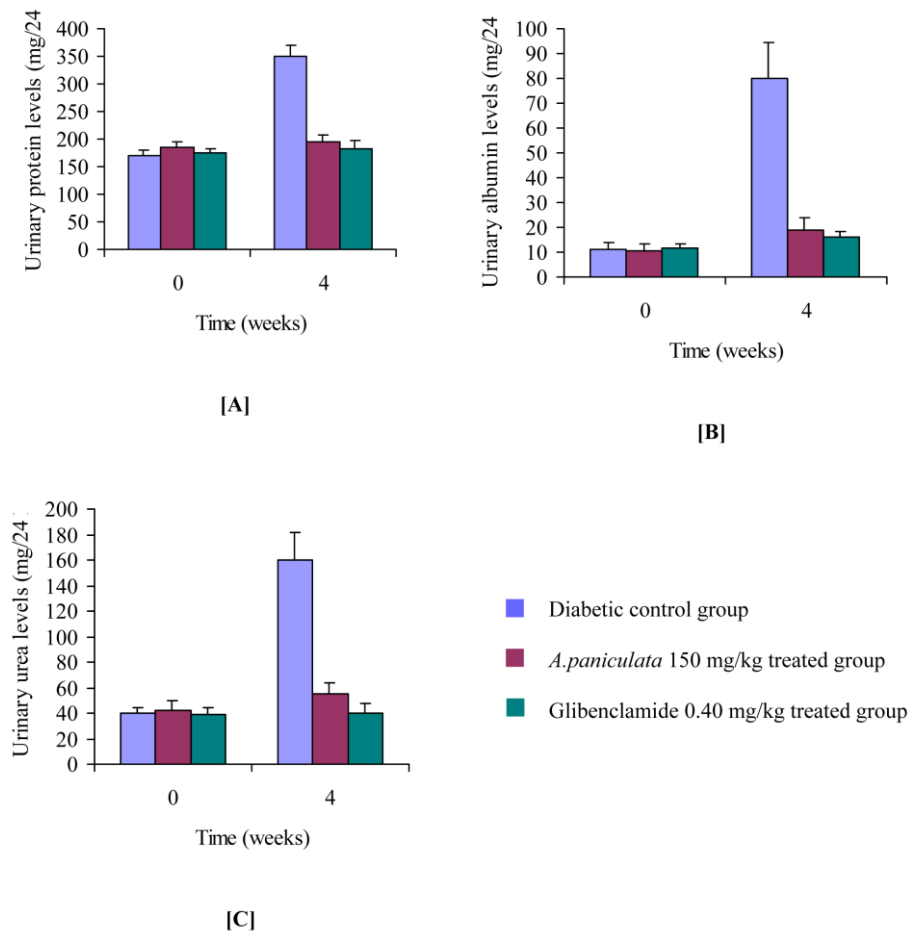 Urinary protein levels (mg/24
400
350
300
250
200
150
100
50
0
0 4
Time (weeks)
[A]
Urinary albumin levels (mg/24
100
90
80
70
60
50
40
30
20
10
0
0 4
Time (weeks)
[B]
Urinary urea levels (mg/24
200
180
160
140
120
100
80
60
40
20
0
0 4
Time (weeks)
[C]
Diabetic control group
A.paniculata 150 mg/kg treated group
Glibenclamide 0.40 mg/kg treated group